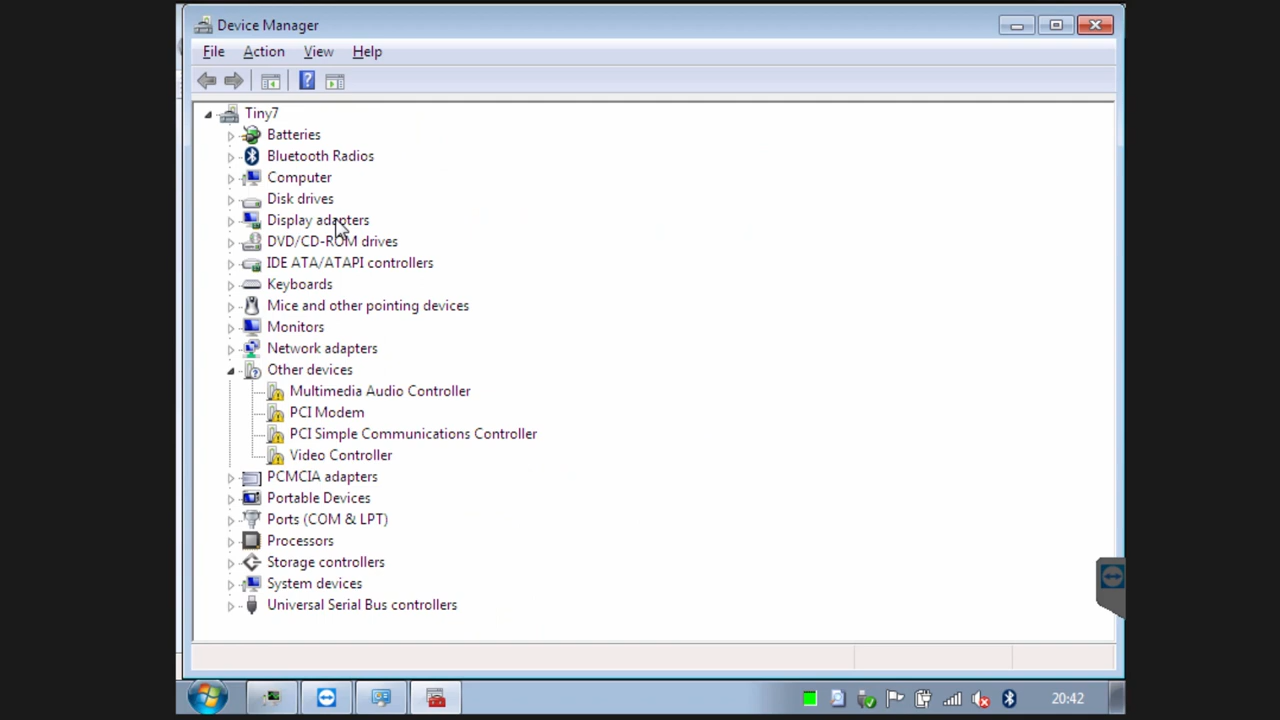 Device Manager
File Action View Help
Tiny7
Batteries
Bluetooth Radios
Computer
Disk drives
Display adapters
DVD/CD-ROM drives
IDE ATA/ATAPI controllers
Keyboards
Mice and other pointing devices
Monitors
Network adapters
Other devices
Multimedia Audio Controller
PCI Modem
PCI Simple Communications Controller
Video Controller
PCMCIA adapters
Portable Devices
Ports (COM & LPT)
Processors
Storage controllers
System devices
Universal Serial Bus controllers
20:42